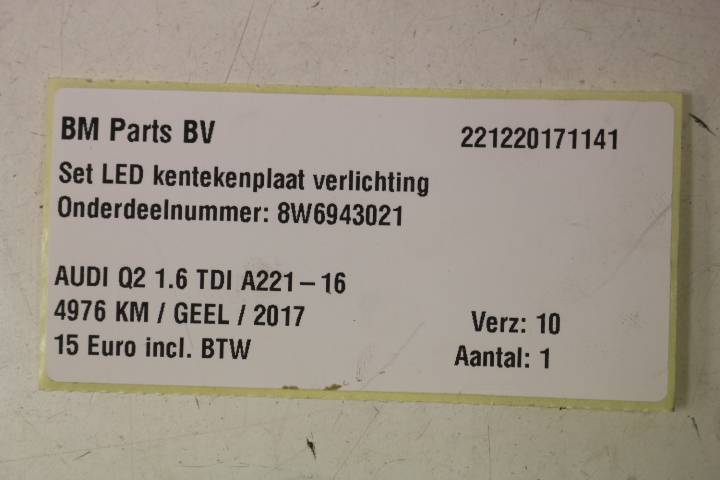 BM Parts BV 221220171141
Set LED kentekenplaat verlichting
Onderdeelnummer: 8W6943021
AUDI Q2 1.6 TDI A221-16
4976 KM / GEEL / 2017 Verz: 10
15 Euro incl. BTW Aantal: 1